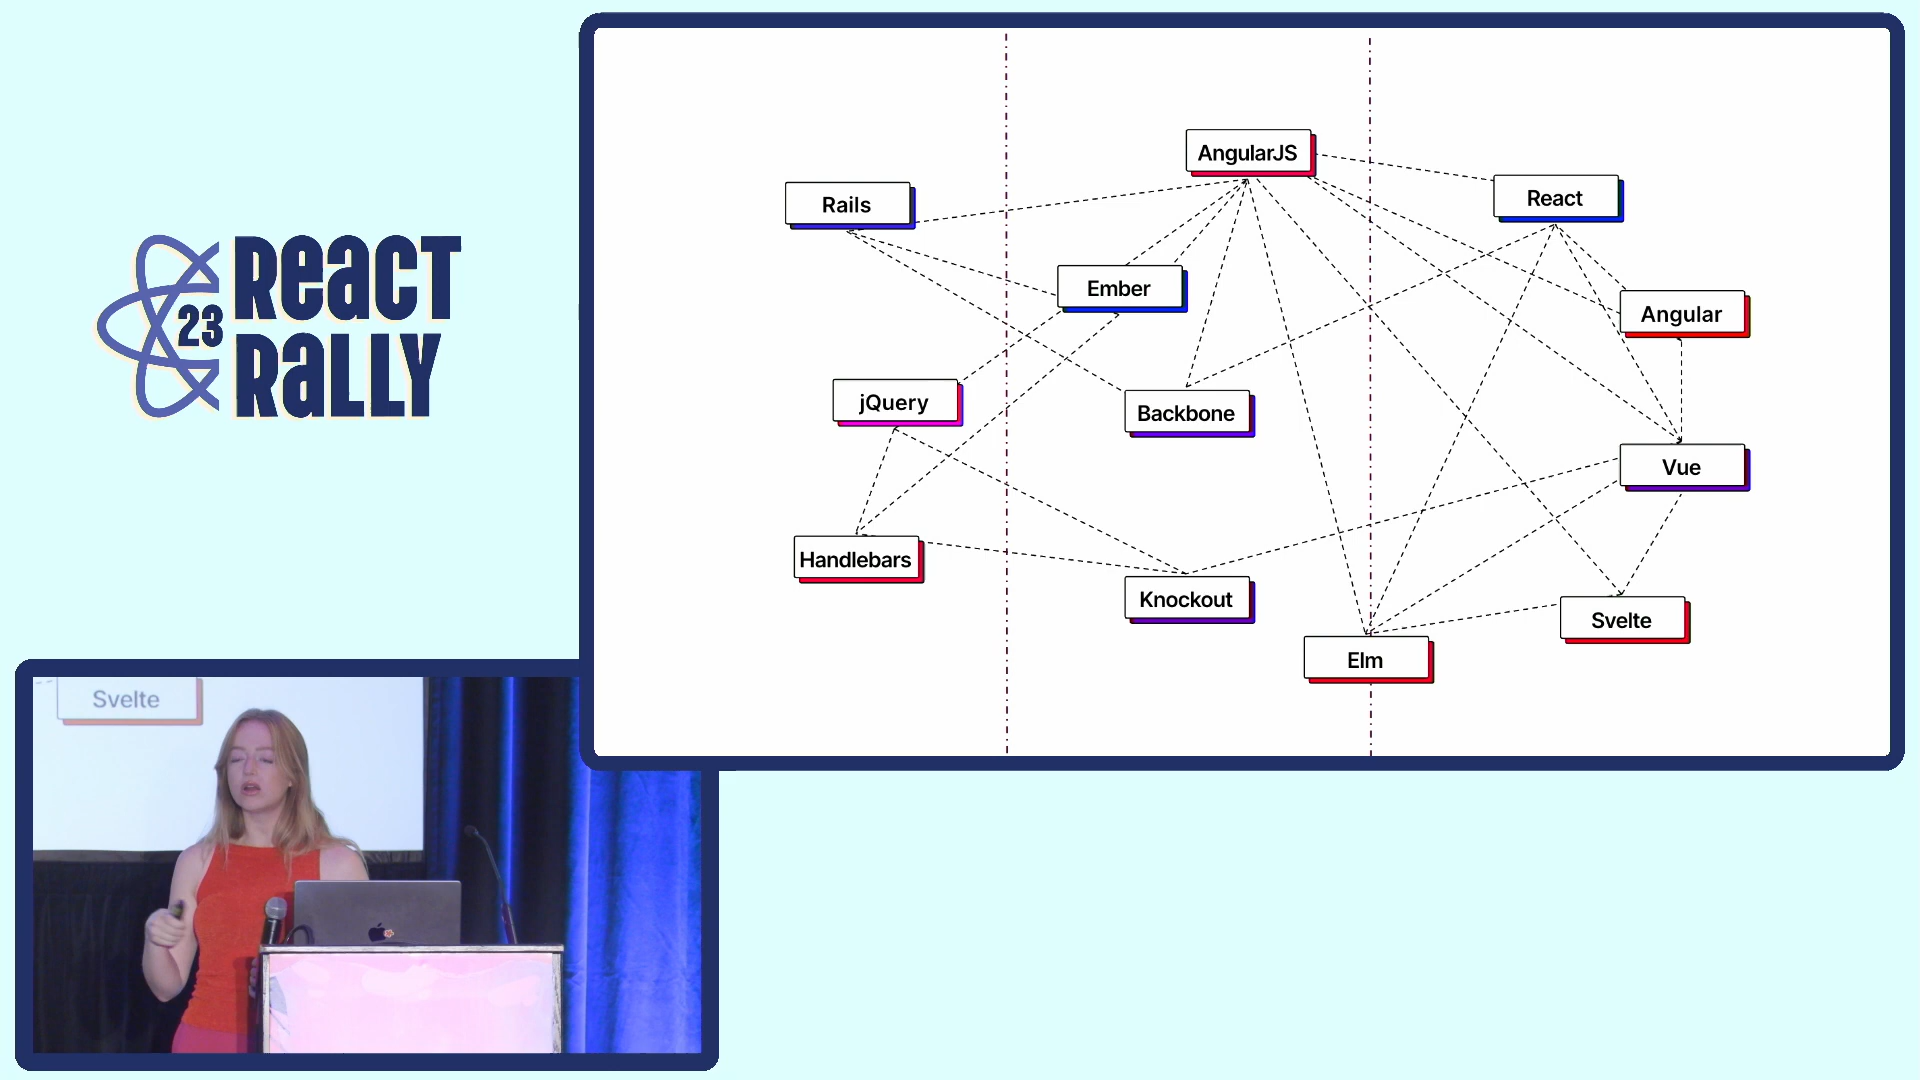 React
23
Rally
AngularJS
Rails
React
Ember
Angular
jQuery
Backbone
Vue
Handlebars
Knockout
Svelte
Elm
Svelte